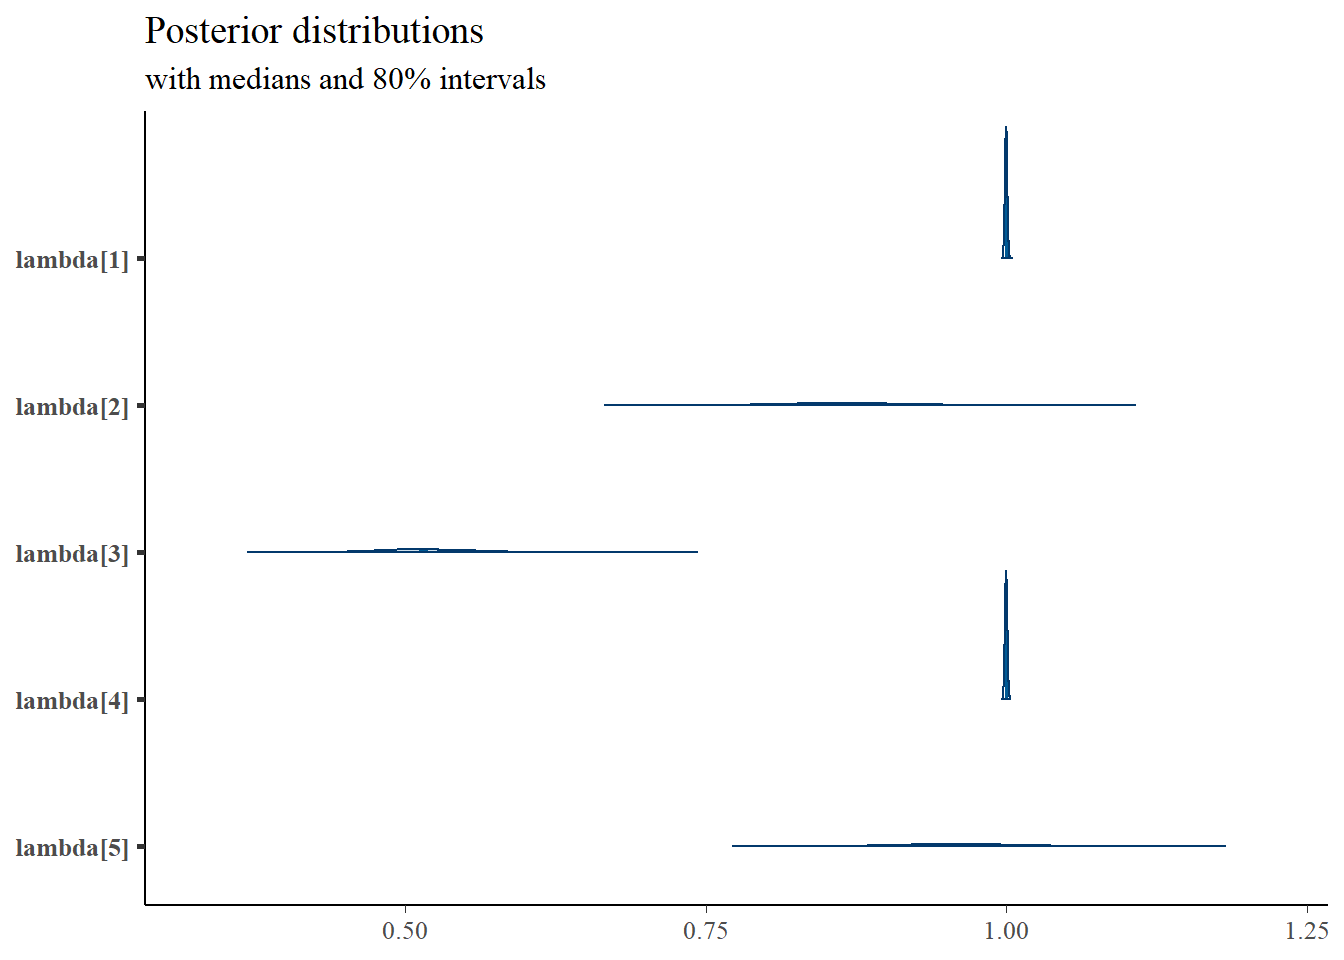 Posterior distributions
with medians and 80% intervals
lambda[1]
lambda[2]
lambda[3]
lambda[4]
lambda[5]
0.50 0.75 1.00 1.25